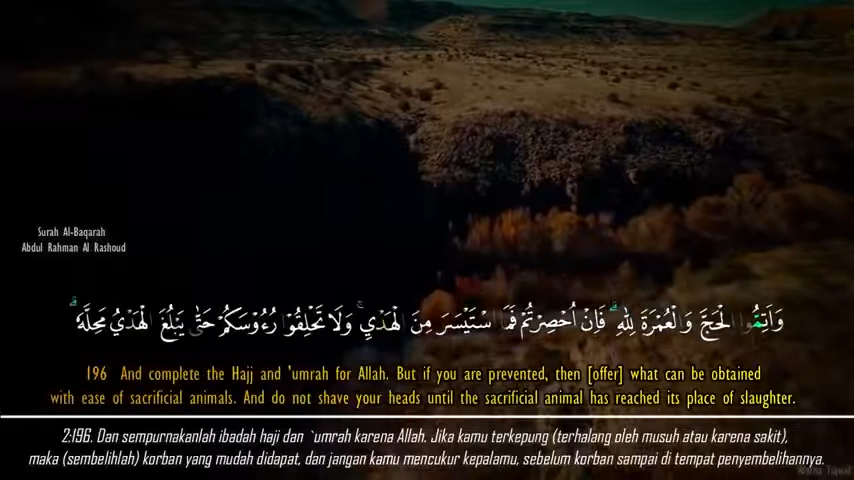 Surah Al-Baqarah
Abdul Rahman Al Rashoud
وَاَتِمُّوا الْحَجَّ وَالْعُمْرَةَ لِلّٰهِ ۗ فَاِنْ اُحْصِرْتُمْ فَمَا اسْتَيْسَرَ مِنَ الْهَدْيِۚ وَلَا تَحْلِقُوْا رُءُوْسَكُمْ حَتّٰى يَبْلُغَ الْهَدْيُ مَحِلَّهٗ ۗ
196 And complete the Hajj and 'umrah for Allah. But if you are prevented, then [offer] what can be obtained
with ease of sacrificial animals. And do not shave your heads until the sacrificial animal has reached its place of slaughter.
2:196. Dan sempurnakanlah ibadah haji dan `umrah karena Allah. Jika kamu terkepung (terhalang oleh musuh atau karena sakit),
maka (sembelihlah) korban yang mudah didapat, dan jangan kamu mencukur kepalamu, sebelum korban sampai di tempat penyembelihannya.